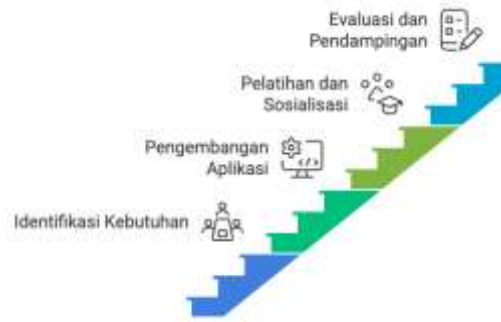 Evaluasi dan
Pendampingan
Pelatihan dan
Sosialisasi
Pengembangan
Aplikasi
Identifikasi Kebutuhan